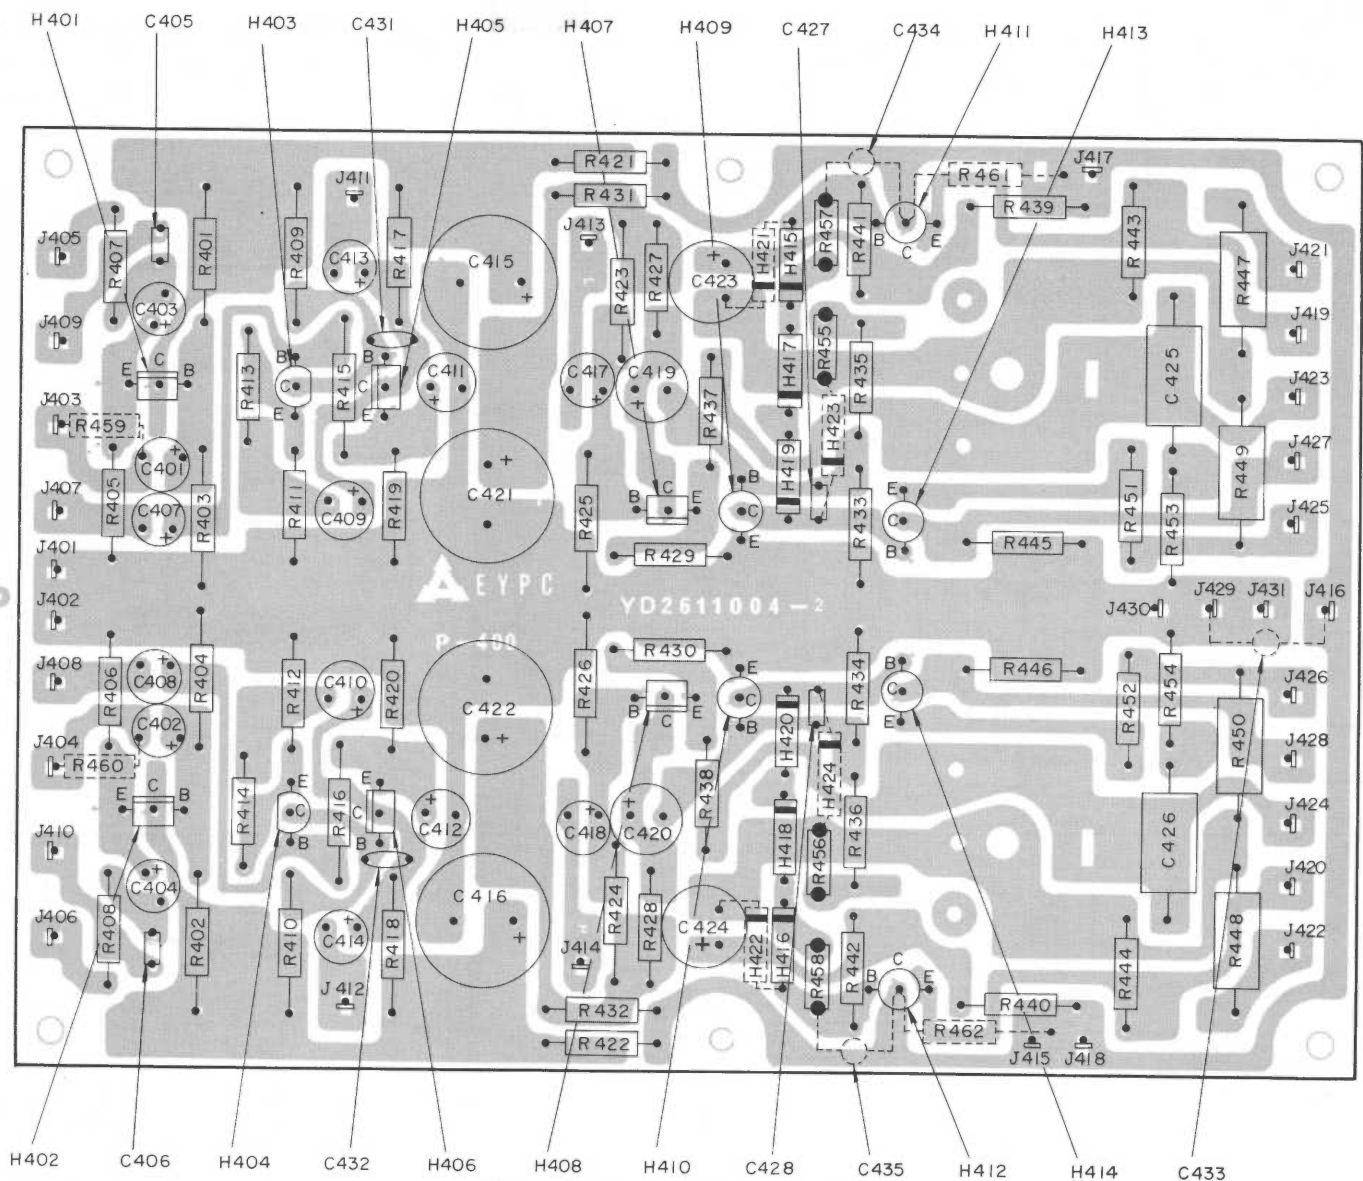 H401 C405 H403 C431 H405 H407 H409 C427 C434 H411 H413
R421
R461 J417
J411 R431
R439
J405 R407 R401 R409 R417 J413 R423 R427 H421 H415 R457 R441 B C E R443 R447 J421
C413 + C415 + + C423
C403 +
J409 R455 J419
E C B R413 B C E R415 B C E C411 + C417 + C419 + R437 H417 R435 C425 J423
J403 R459 H423
C401 + J427
R405 R403 R411 R419 C421 + R425 H419 R433 R451 R453 R449
J407 C407 + C409 + B C E B C E E C B J425
R429 R445
J401
EYPC
J402 YD2611004-2 J430 J429 J431 J416
P-400
R430
J408 R406 C408 + R404 R412 C410 + R420 C422 + R426 B C E E C B H420 R434 B C E R446 R452 R454 J426
C402 + R450
J404 R460 H424 J428
E C B R414 E C B R416 E C B C412 + C418 + C420 + R438 H418 R456 R436 C426 J424
J410
C404 + J420
J406 R408 R402 R410 C414 + R418 C416 + J414 R424 R428 C424 + H422 H416 R458 R442 B C E R444 R448 J422
J412 R432 R440
R462
R422 J415 J418
H402 C406 H404 C432 H406 H408 H410 C428 C435 H412 H414 C433